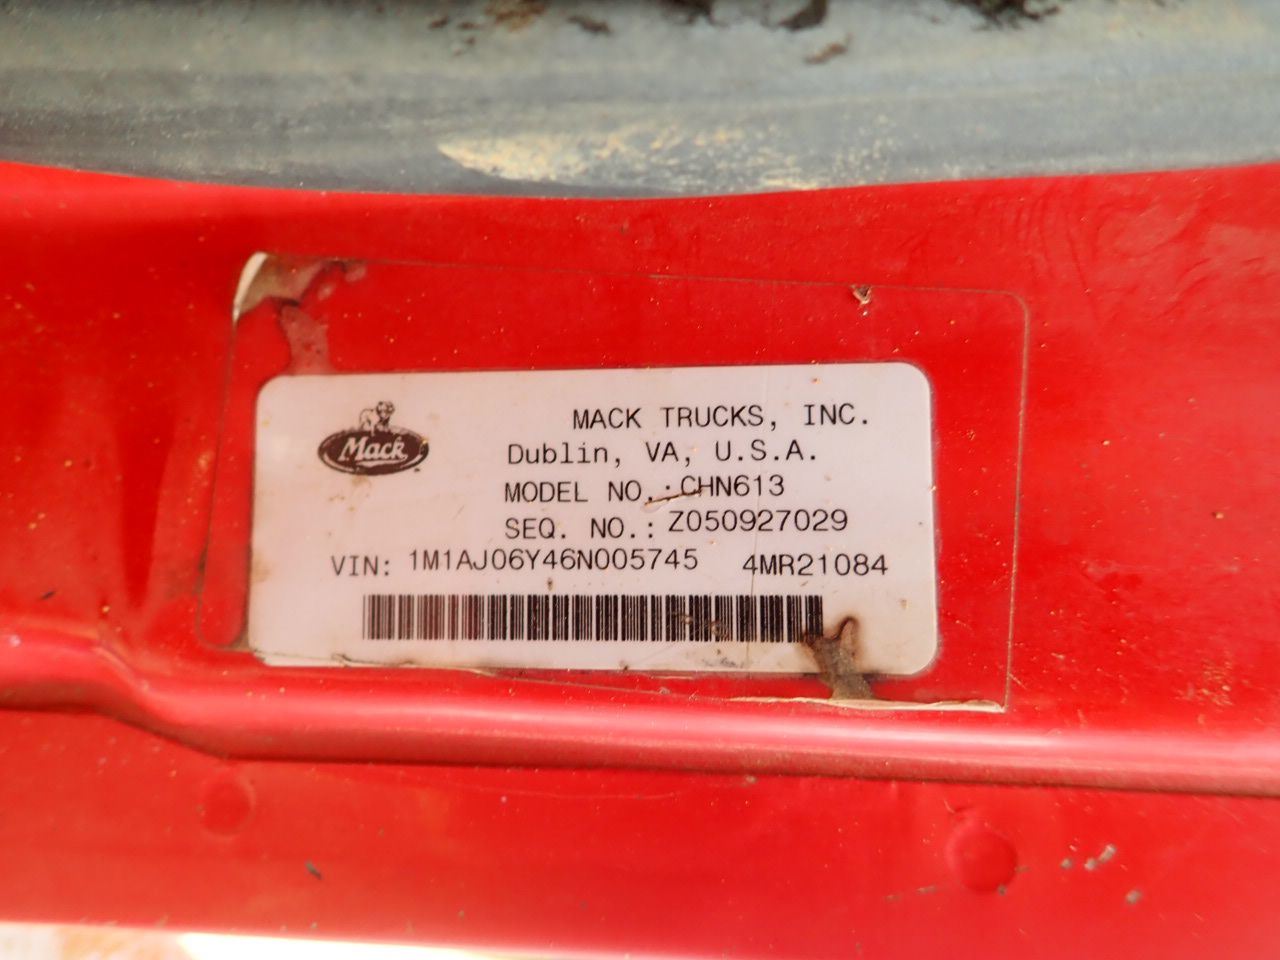 Mack
MACK TRUCKS, INC.
Dublin, VA, U.S.A.
MODEL NO.: CHN613
SEQ. NO.: Z050927029
VIN: 1M1AJ06Y46N005745 4MR21084